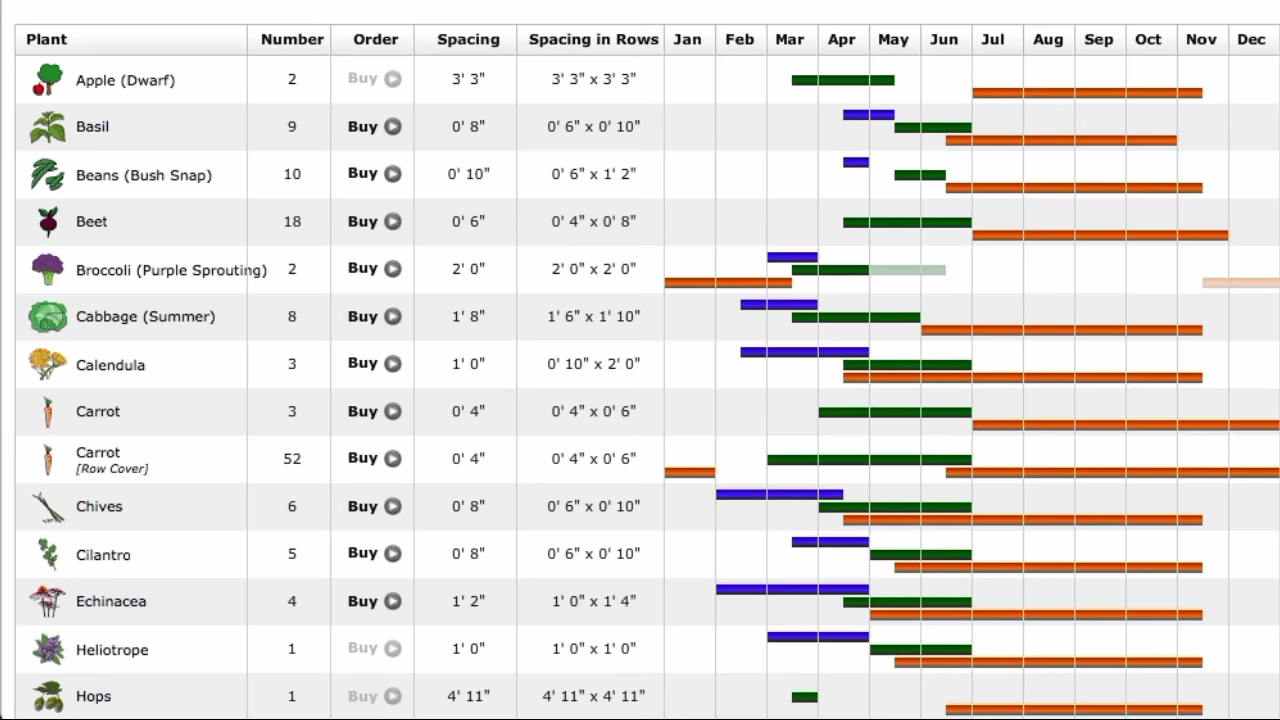 Plant Number Order Spacing Spacing in Rows Jan Feb Mar Apr May Jun Jul Aug Sep Oct Nov Dec
Apple (Dwarf) 2 Buy 3' 3" 3' 3" x 3' 3"
Basil 9 Buy 0' 8" 0' 6" x 0' 10"
Beans (Bush Snap) 10 Buy 0' 10" 0' 6" x 1' 2"
Beet 18 Buy 0' 6" 0' 4" x 0' 8"
Broccoli (Purple Sprouting) 2 Buy 2' 0" 2' 0" x 2' 0"
Cabbage (Summer) 8 Buy 1' 8" 1' 6" x 1' 10"
Calendula 3 Buy 1' 0" 0' 10" x 2' 0"
Carrot 3 Buy 0' 4" 0' 4" x 0' 6"
Carrot 52 Buy 0' 4" 0' 4" x 0' 6"
[Row Cover]
Chives 6 Buy 0' 8" 0' 6" x 0' 10"
Cilantro 5 Buy 0' 8" 0' 6" x 0' 10"
Echinacea 4 Buy 1' 2" 1' 0" x 1' 4"
Heliotrope 1 Buy 1' 0" 1' 0" x 1' 0"
Hops 1 Buy 4' 11" 4' 11" x 4' 11"